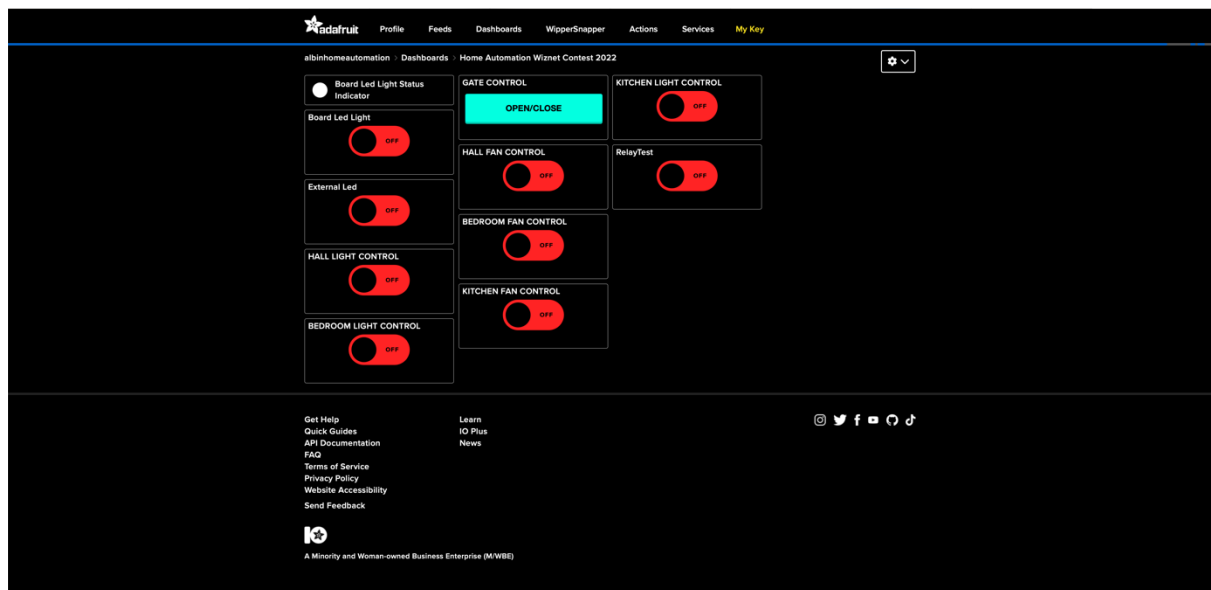 adafruit Profile Feeds Dashboards WipperSnapper Actions Services My Key
albinhomeautomation > Dashboards > Home Automation Wiznet Contest 2022
Board Led Light Status
Indicator
Board Led Light
OFF
External Led
OFF
HALL LIGHT CONTROL
OFF
BEDROOM LIGHT CONTROL
OFF
GATE CONTROL
OPEN/CLOSE
HALL FAN CONTROL
OFF
BEDROOM FAN CONTROL
OFF
KITCHEN FAN CONTROL
OFF
KITCHEN LIGHT CONTROL
OFF
RelayTest
OFF
Get Help
Quick Guides
API Documentation
FAQ
Terms of Service
Privacy Policy
Website Accessibility
Send Feedback
Learn
IO Plus
News
IO
A Minority and Woman-owned Business Enterprise (M/WBE)